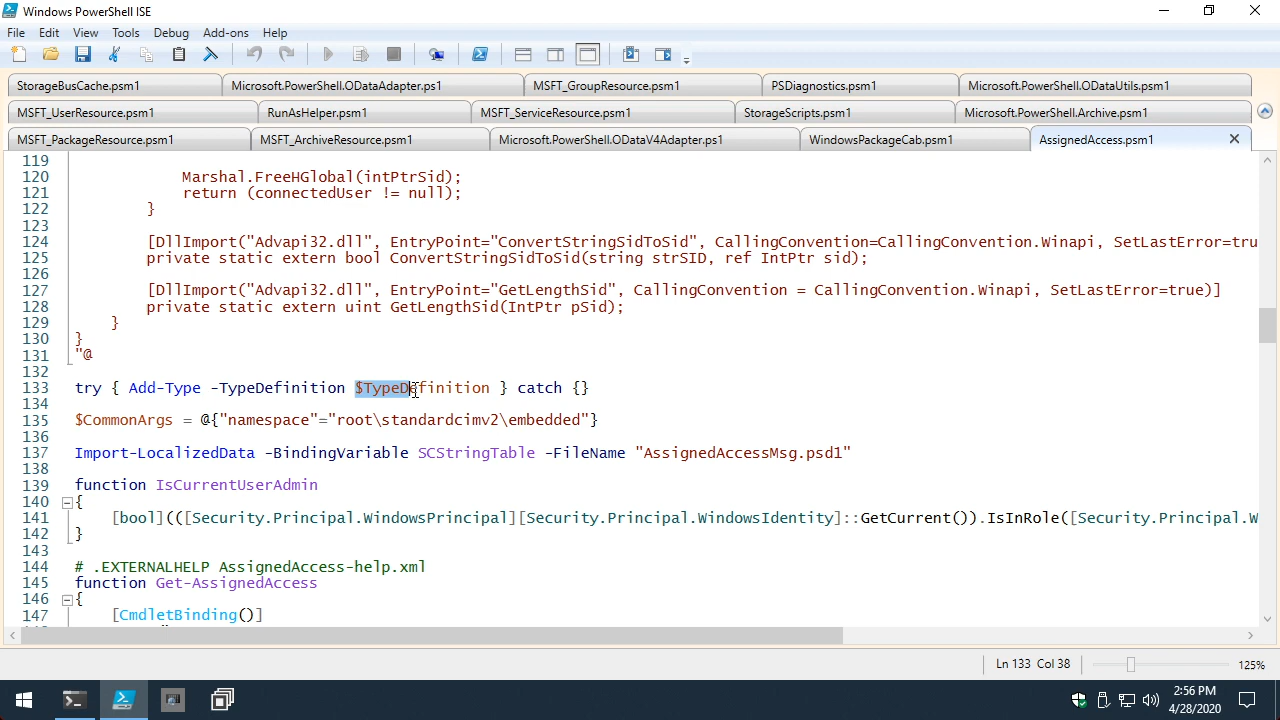 Windows PowerShell ISE
File Edit View Tools Debug Add-ons Help
StorageBusCache.psm1 Microsoft.PowerShell.ODataAdapter.ps1 MSFT_GroupResource.psm1 PSDiagnostics.psm1 Microsoft.PowerShell.ODataUtils.psm1
MSFT_UserResource.psm1 RunAsHelper.psm1 MSFT_ServiceResource.psm1 StorageScripts.psm1 Microsoft.PowerShell.Archive.psm1
MSFT_PackageResource.psm1 MSFT_ArchiveResource.psm1 Microsoft.PowerShell.ODataV4Adapter.ps1 WindowsPackageCab.psm1 AssignedAccess.psm1
119
120 Marshal.FreeHGlobal(intPtrSid);
121 return (connectedUser != null);
122 }
123
124 [DllImport("Advapi32.dll", EntryPoint="ConvertStringSidToSid", CallingConvention=CallingConvention.Winapi, SetLastError=tru
125 private static extern bool ConvertStringSidToSid(string strSID, ref IntPtr sid);
126
127 [DllImport("Advapi32.dll", EntryPoint="GetLengthSid", CallingConvention = CallingConvention.Winapi, SetLastError=true)]
128 private static extern uint GetLengthSid(IntPtr pSid);
129 }
130 }
131 "@
132
133 try { Add-Type -TypeDefinition $TypeDefinition } catch {}
134
135 $CommonArgs = @{"namespace"="root\standardcimv2\embedded"}
136
137 Import-LocalizedData -BindingVariable SCStringTable -FileName "AssignedAccessMsg.psd1"
138
139 function IsCurrentUserAdmin
140 {
141 [bool](([Security.Principal.WindowsPrincipal][Security.Principal.WindowsIdentity]::GetCurrent()).IsInRole([Security.Principal.W
142 }
143
144 # .EXTERNALHELP AssignedAccess-help.xml
145 function Get-AssignedAccess
146 {
147 [CmdletBinding()]
Ln 133 Col 38 125%
2:56 PM
4/28/2020